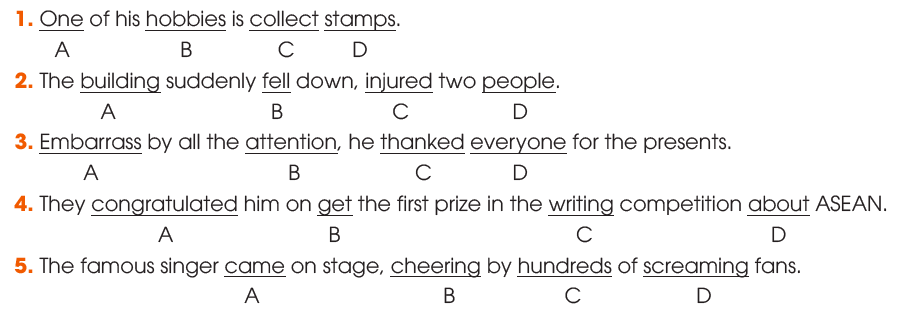 1. One of his hobbies is collect stamps.
A B C D
2. The building suddenly fell down, injured two people.
A B C D
3. Embarrass by all the attention, he thanked everyone for the presents.
A B C D
4. They congratulated him on get the first prize in the writing competition about ASEAN.
A B C D
5. The famous singer came on stage, cheering by hundreds of screaming fans.
A B C D